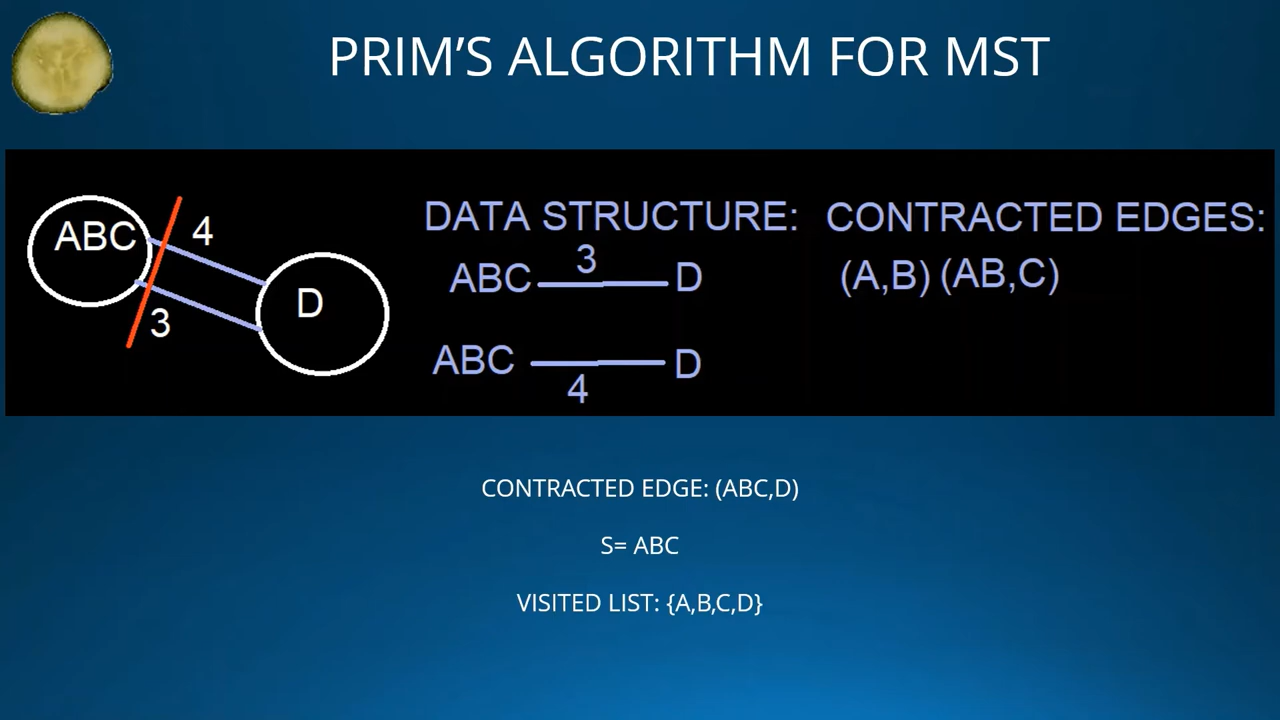 PRIM'S ALGORITHM FOR MST
ABC
4
3
D
DATA STRUCTURE:
ABC 3 D
ABC 4 D
CONTRACTED EDGES:
(A,B) (AB,C)
CONTRACTED EDGE: (ABC,D)
S= ABC
VISITED LIST: {A,B,C,D}